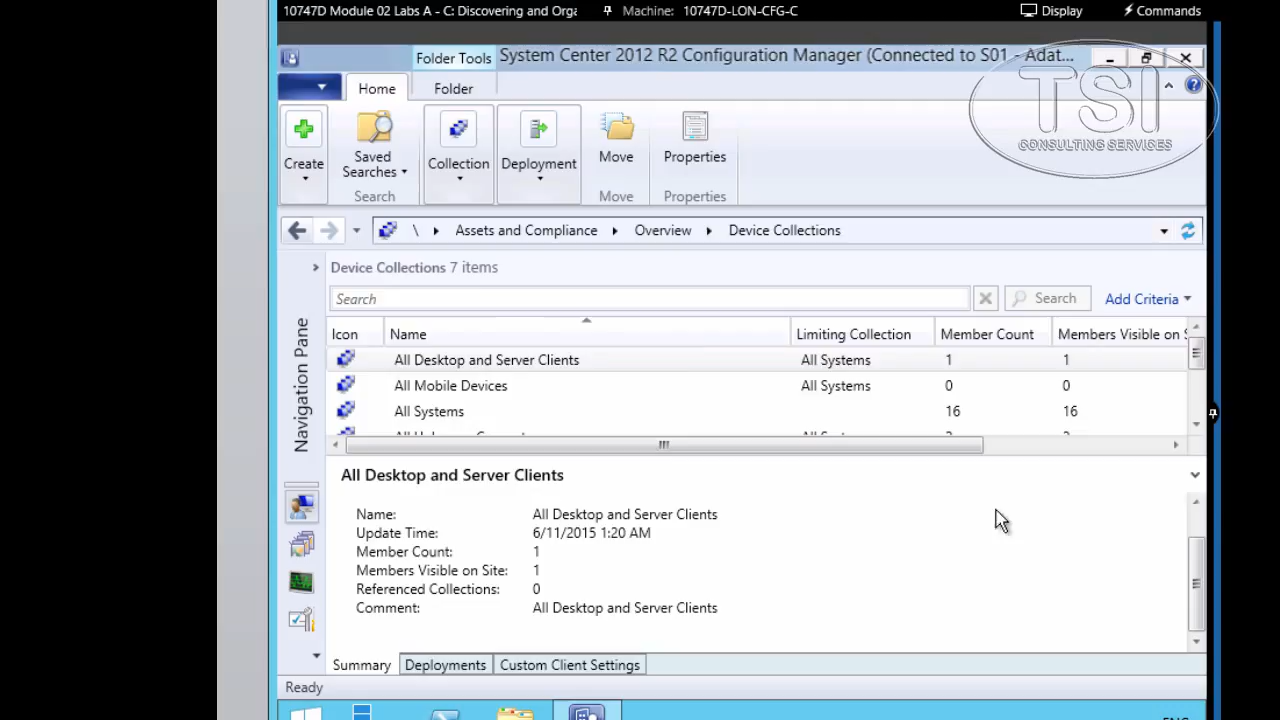 10747D Module 02 Labs A - C: Discovering and Orga
Machine: 10747D-LON-CFG-C
Display
Commands
Folder Tools
System Center 2012 R2 Configuration Manager (Connected to S01 - Adat...
Home
Folder
TSI
CONSULTING SERVICES
Create
Saved
Searches
Collection
Deployment
Move
Properties
Search
Move
Properties
\ Assets and Compliance Overview Device Collections
Navigation Pane
Device Collections 7 items
Search
Search
Add Criteria
Icon Name Limiting Collection Member Count Members Visible on S
All Desktop and Server Clients All Systems 1 1
All Mobile Devices All Systems 0 0
All Systems 16 16
All Desktop and Server Clients
Name: All Desktop and Server Clients
Update Time: 6/11/2015 1:20 AM
Member Count: 1
Members Visible on Site: 1
Referenced Collections: 0
Comment: All Desktop and Server Clients
Summary Deployments Custom Client Settings
Ready